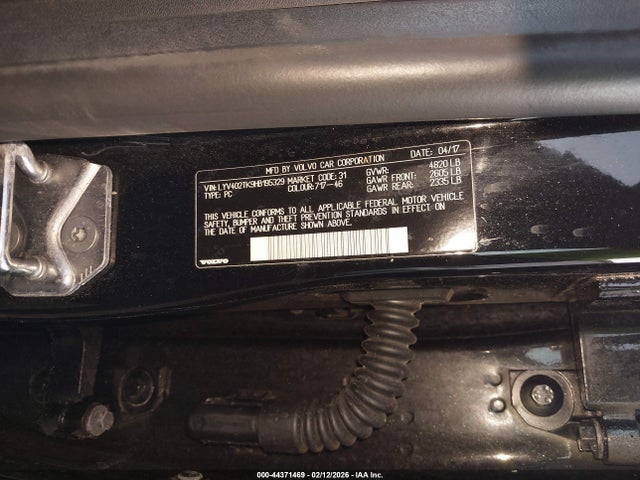 MFD BY VOLVO CAR CORPORATION DATE: 04/17
VIN: LYV402TK9HB195329 MARKET CODE: 31 GVWR: 4820 LB
TYPE: PC COLOUR: 717-46 GAWR FRONT: 2605 LB
GAWR REAR: 2335 LB
THIS VEHICLE CONFORMS TO ALL APPLICABLE FEDERAL MOTOR VEHICLE
SAFETY, BUMPER AND THEFT PREVENTION STANDARDS IN EFFECT ON
THE DATE OF MANUFACTURE SHOWN ABOVE.
VOLVO
000-44371469 - 02/12/2026 - IAA Inc.